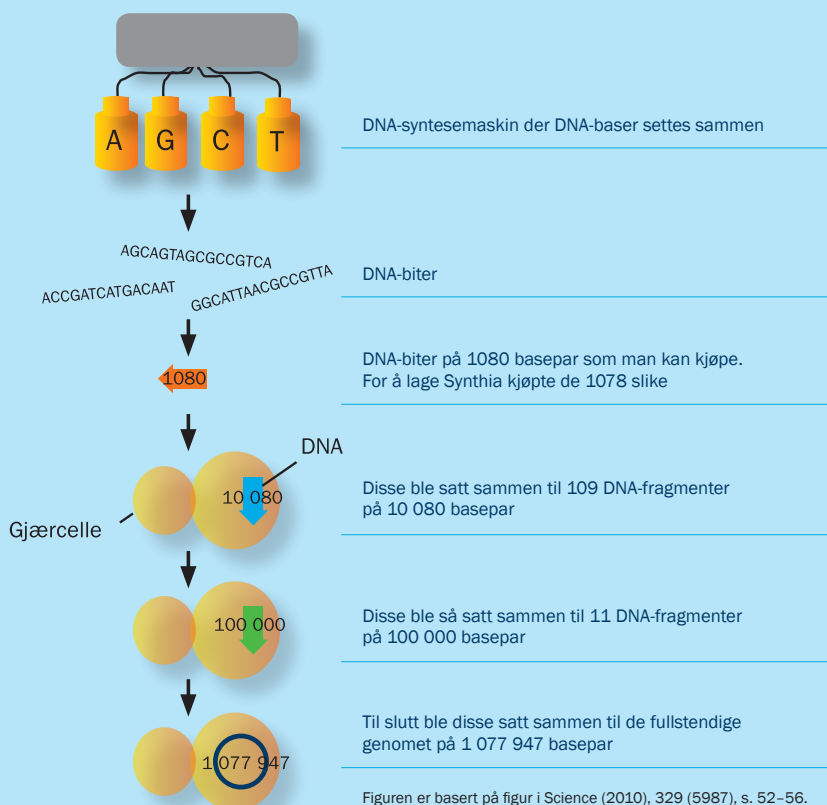 A G C T
DNA-syntesemaskin der DNA-baser settes sammen
AGCAGTAGCGCCGTCA
ACCGATCATGACAAT
GGCATTAACGCCGTTA
DNA-biter
1080
DNA-biter på 1080 basepar som man kan kjøpe.
For å lage Synthia kjøpte de 1078 slike
DNA
10 080
Gjærcelle
Disse ble satt sammen til 109 DNA-fragmenter
på 10 080 basepar
100 000
Disse ble så satt sammen til 11 DNA-fragmenter
på 100 000 basepar
1 077 947
Til slutt ble disse satt sammen til de fullstendige
genomet på 1 077 947 basepar
Figuren er basert på figur i Science (2010), 329 (5987), s. 52–56.